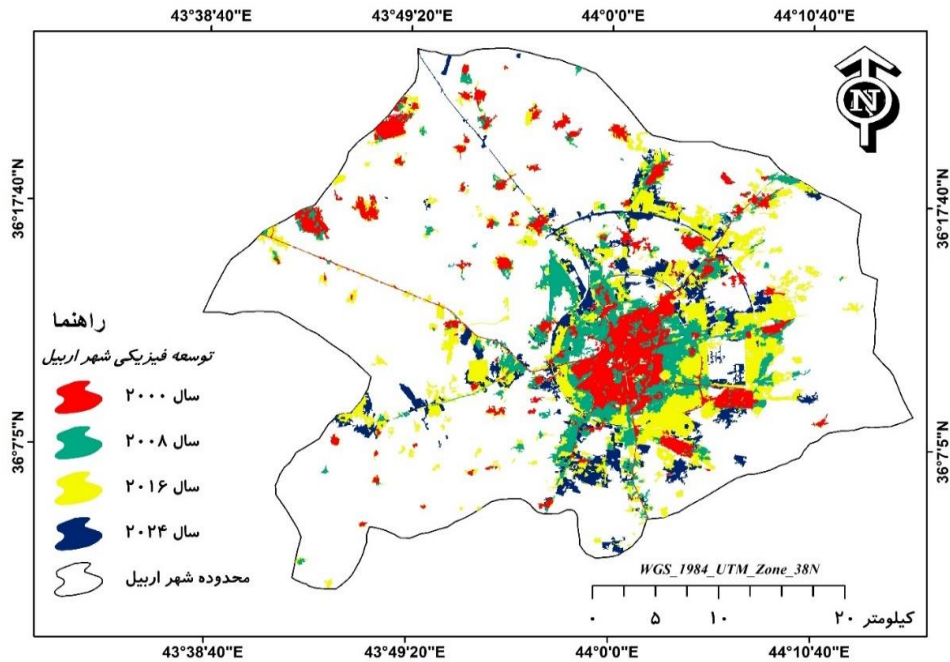 43°38'40"E 43°49'20"E 44°0'0"E 44°10'40"E
36°17'40"N
36°17'40"N
36°7'5"N
36°7'5"N
N
راهنما
توسعه فیزیکی شهر اربیل
سال ۲۰۰۰
سال ۲۰۰۸
سال ۲۰۱۶
سال ۲۰۲۴
محدوده شهر اربیل
WGS_1984_UTM_Zone_38N
۰ ۵ ۱۰ ۲۰ کیلومتر
43°38'40"E 43°49'20"E 44°0'0"E 44°10'40"E